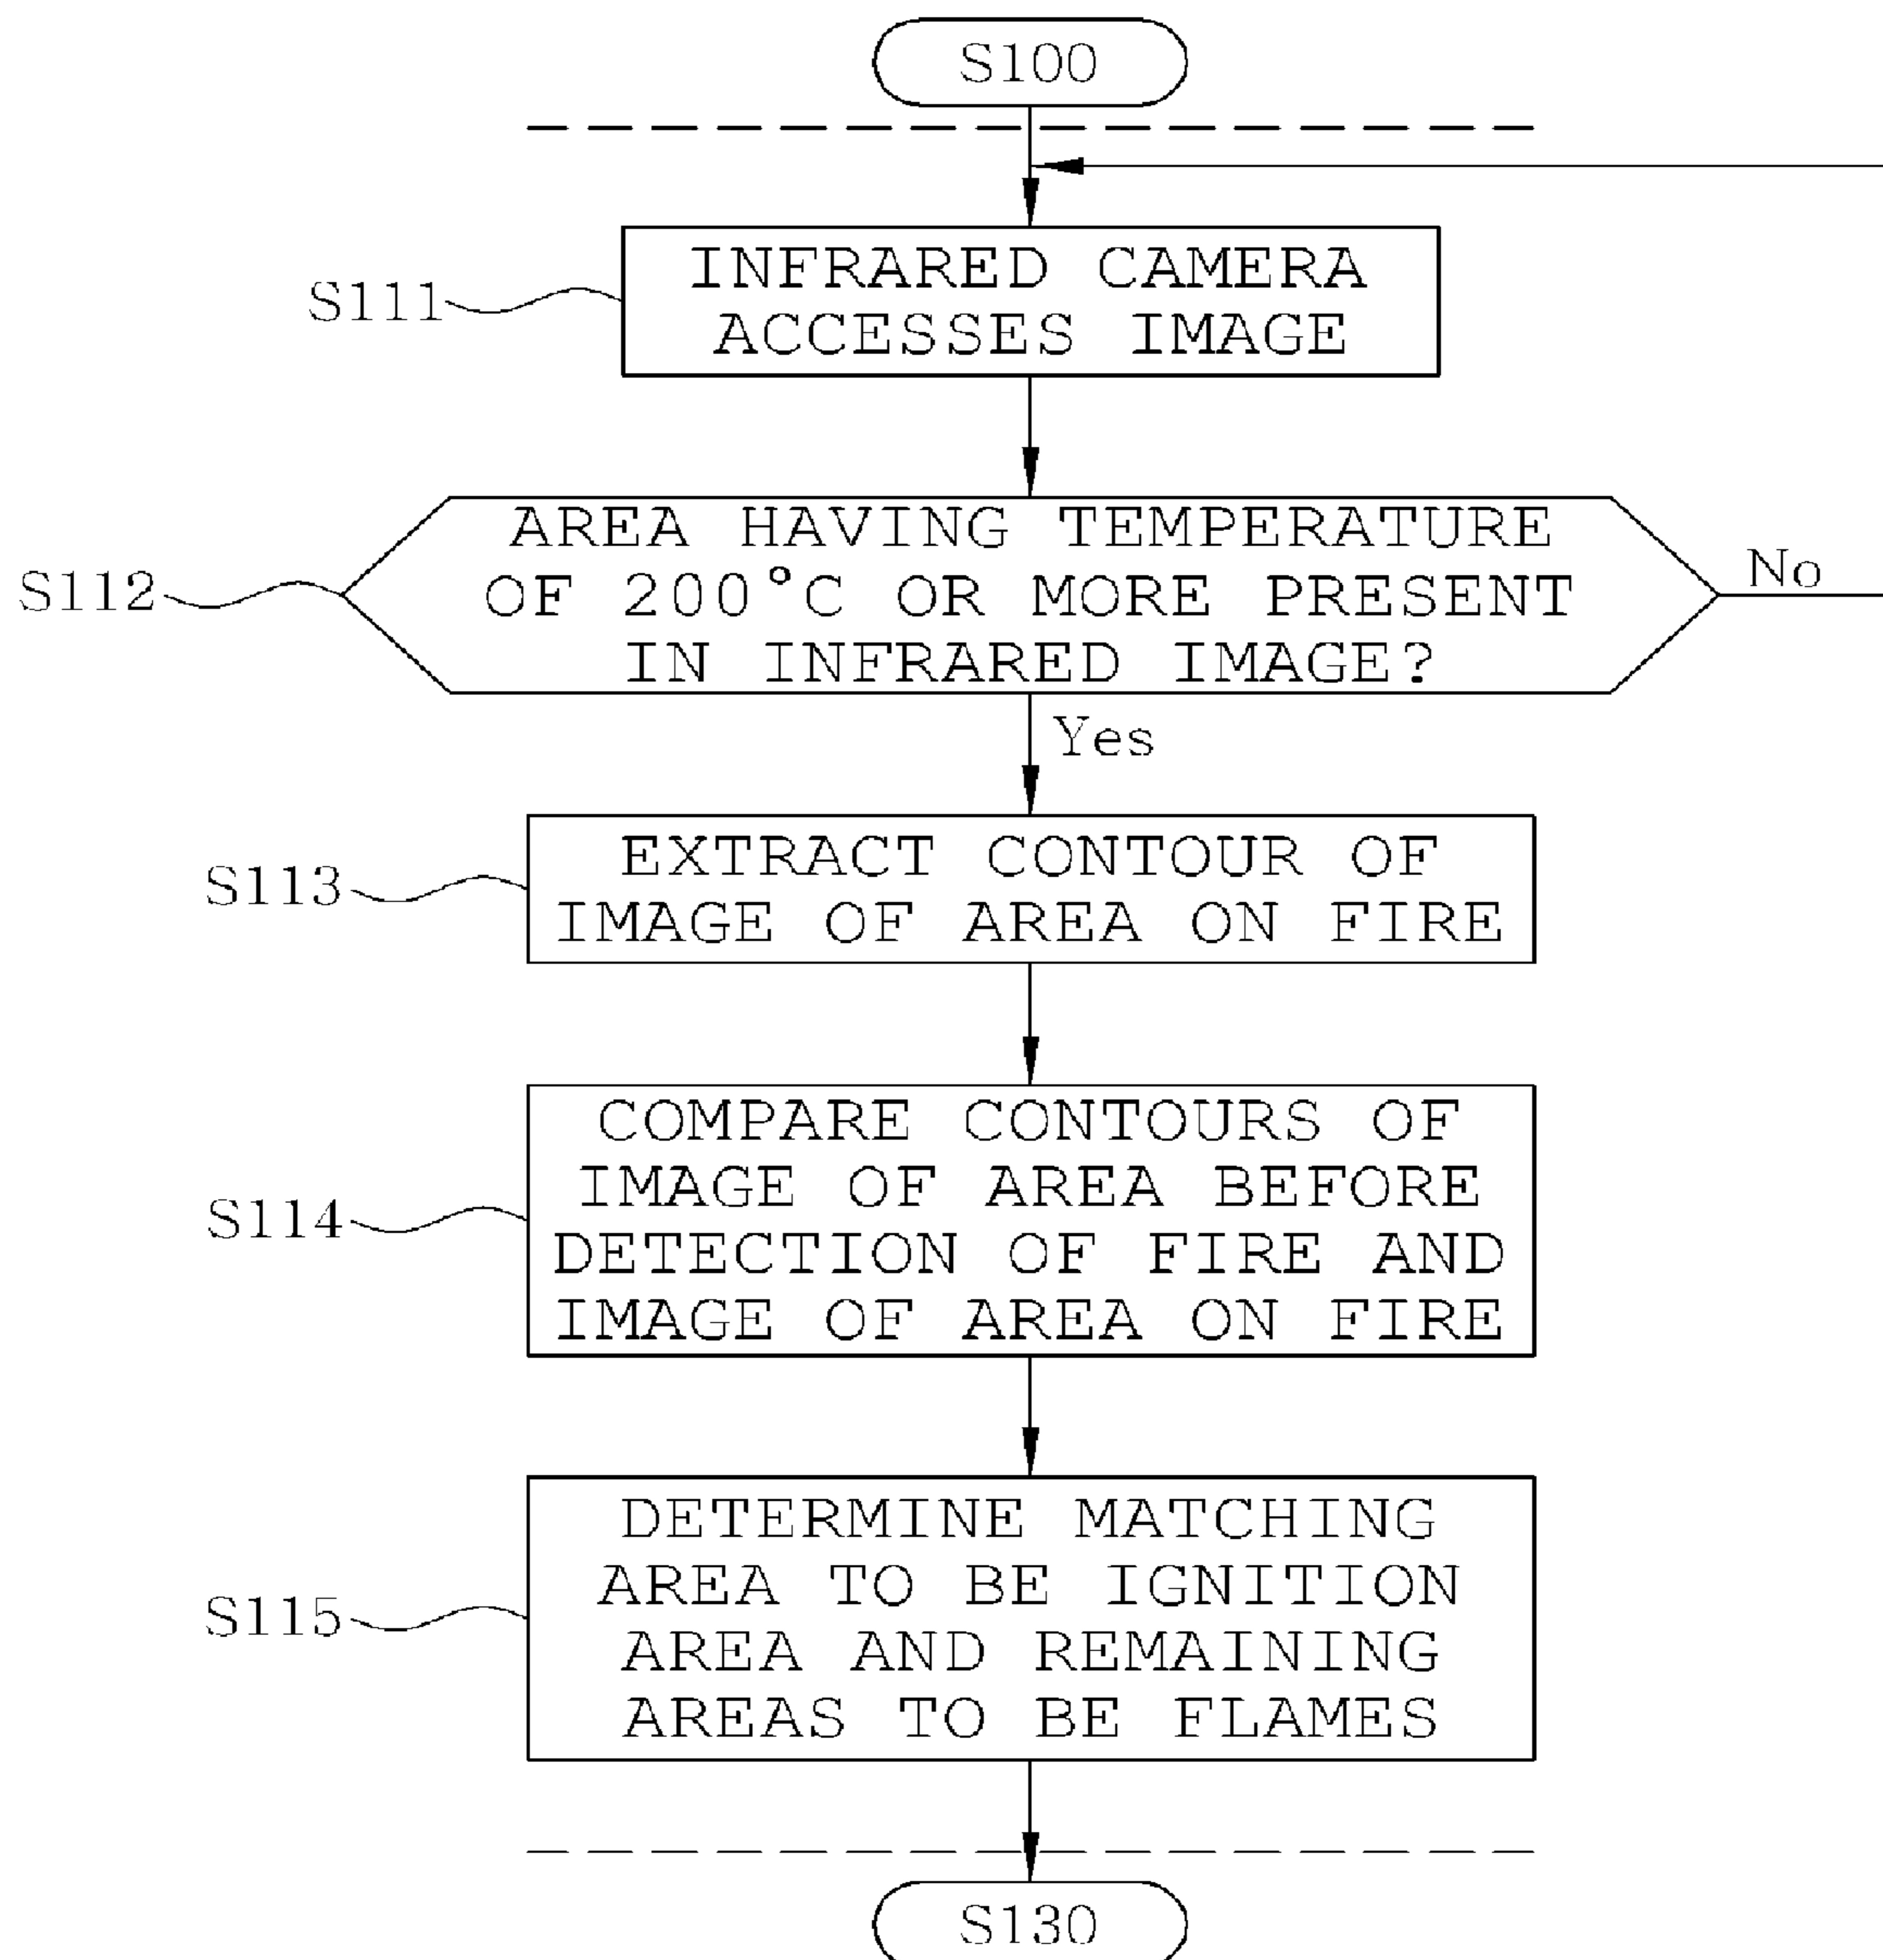 S100
S111
INFRARED CAMERA
ACCESSES IMAGE
S112
AREA HAVING TEMPERATURE
OF 200°C OR MORE PRESENT
IN INFRARED IMAGE?
No
Yes
S113
EXTRACT CONTOUR OF
IMAGE OF AREA ON FIRE
S114
COMPARE CONTOURS OF
IMAGE OF AREA BEFORE
DETECTION OF FIRE AND
IMAGE OF AREA ON FIRE
S115
DETERMINE MATCHING
AREA TO BE IGNITION
AREA AND REMAINING
AREAS TO BE FLAMES
S130